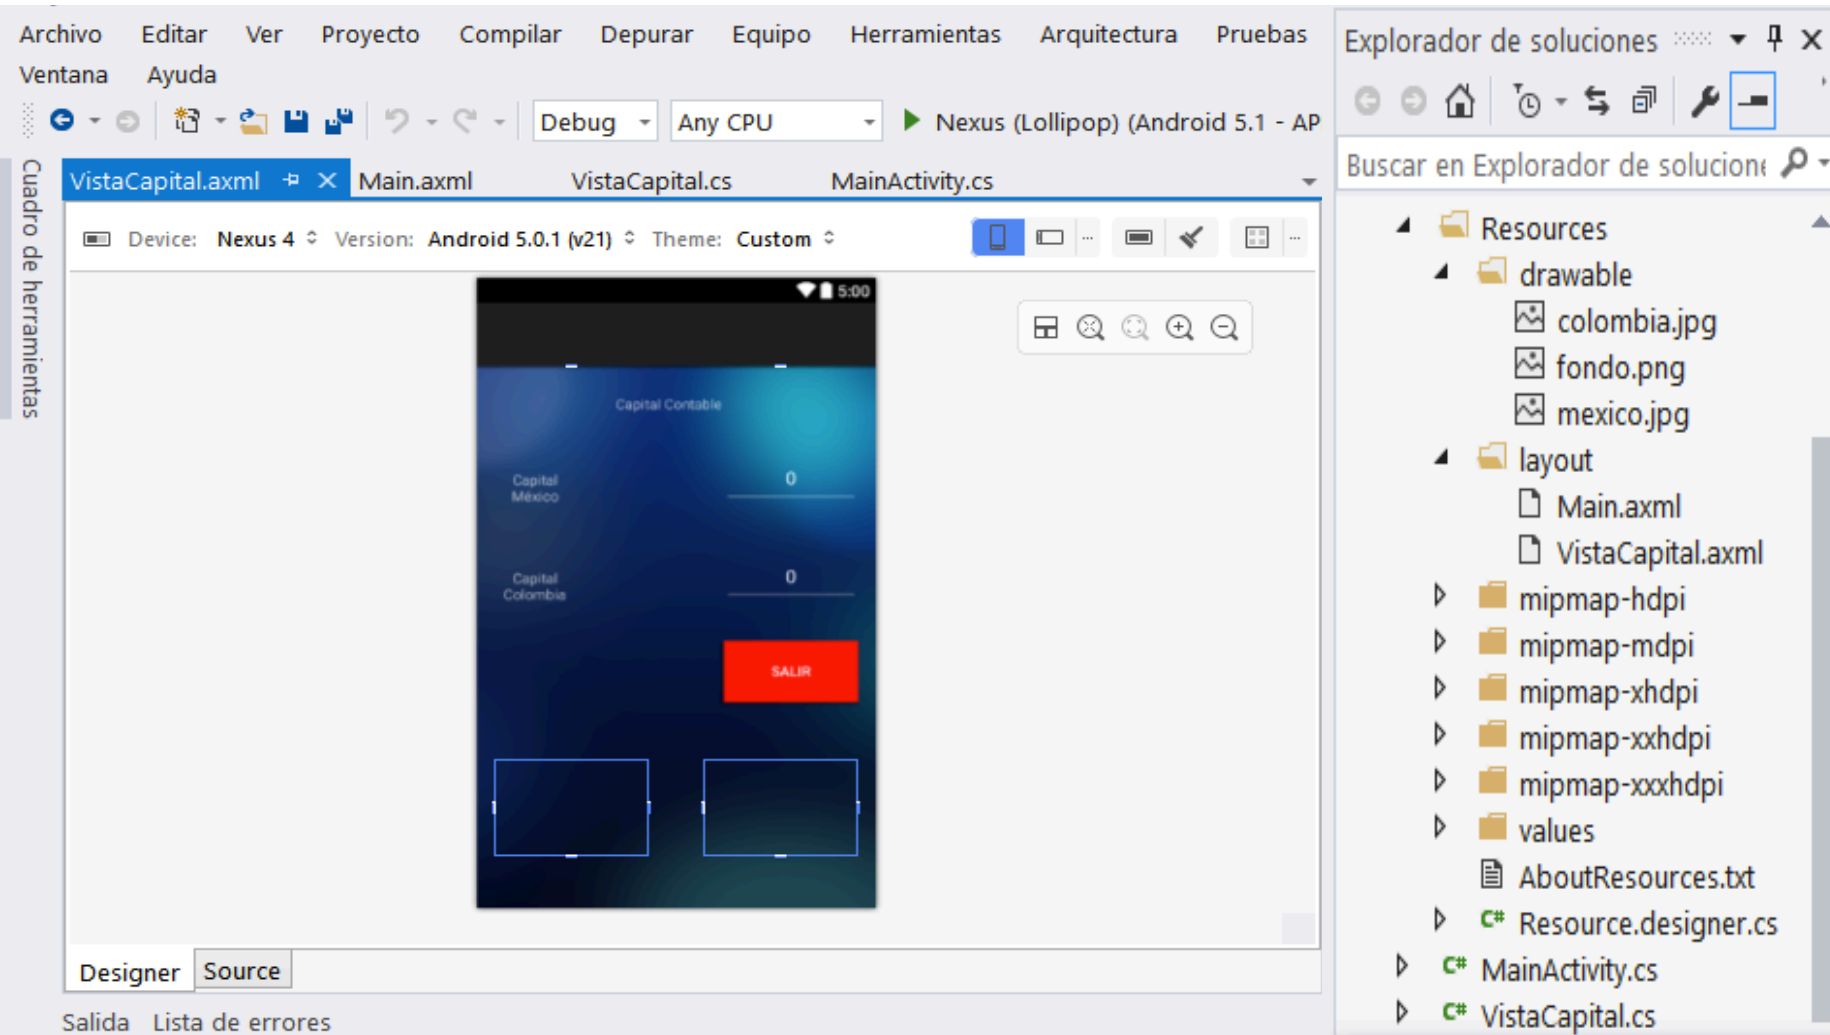 Archivo Editar Ver Proyecto Compilar Depurar Equipo Herramientas Arquitectura Pruebas
Ventana Ayuda
Debug Any CPU Nexus (Lollipop) (Android 5.1 - AP
Cuadro de herramientas
VistaCapital.axml Main.axml VistaCapital.cs MainActivity.cs
Device: Nexus 4 Version: Android 5.0.1 (v21) Theme: Custom
5:00
Capital Contable
Capital
México
0
Capital
Colombia
0
SALIR
Designer Source
Salida Lista de errores
Explorador de soluciones
Buscar en Explorador de solucione
Resources
drawable
colombia.jpg
fondo.png
mexico.jpg
layout
Main.axml
VistaCapital.axml
mipmap-hdpi
mipmap-mdpi
mipmap-xhdpi
mipmap-xxhdpi
mipmap-xxxhdpi
values
AboutResources.txt
C# Resource.designer.cs
C# MainActivity.cs
C# VistaCapital.cs